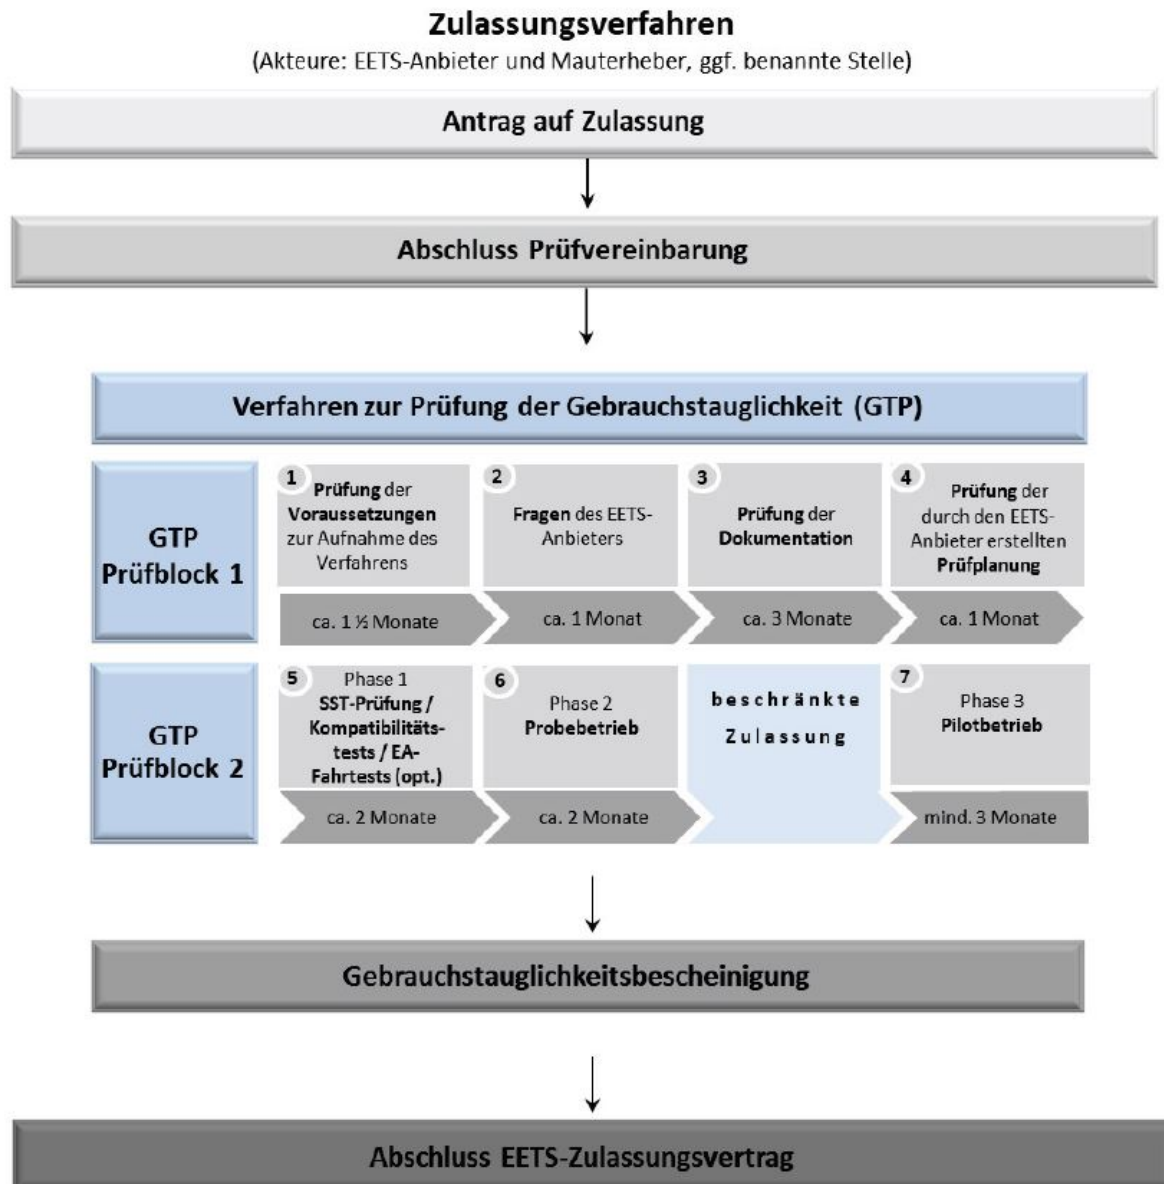 Zulassungsverfahren
(Akteure: EETS-Anbieter und Mauterheber, ggf. benannte Stelle)
Antrag auf Zulassung
Abschluss Prüfvereinbarung
Verfahren zur Prüfung der Gebrauchstauglichkeit (GTP)
GTP
Prüfblock 1
1
Prüfung der
Voraussetzungen
zur Aufnahme des
Verfahrens
ca. 1 ½ Monate
2
Fragen des EETS-
Anbieters
ca. 1 Monat
3
Prüfung der
Dokumentation
ca. 3 Monate
4
Prüfung der
durch den EETS-
Anbieter erstellten
Prüfplanung
ca. 1 Monat
GTP
Prüfblock 2
5
Phase 1
SST-Prüfung /
Kompatibilitäts-
tests / EA-
Fahrtests (opt.)
ca. 2 Monate
6
Phase 2
Probebetrieb
ca. 2 Monate
beschränkte
Zulassung
7
Phase 3
Pilotbetrieb
mind. 3 Monate
Gebrauchstauglichkeitsbescheinigung
Abschluss EETS-Zulassungsvertrag